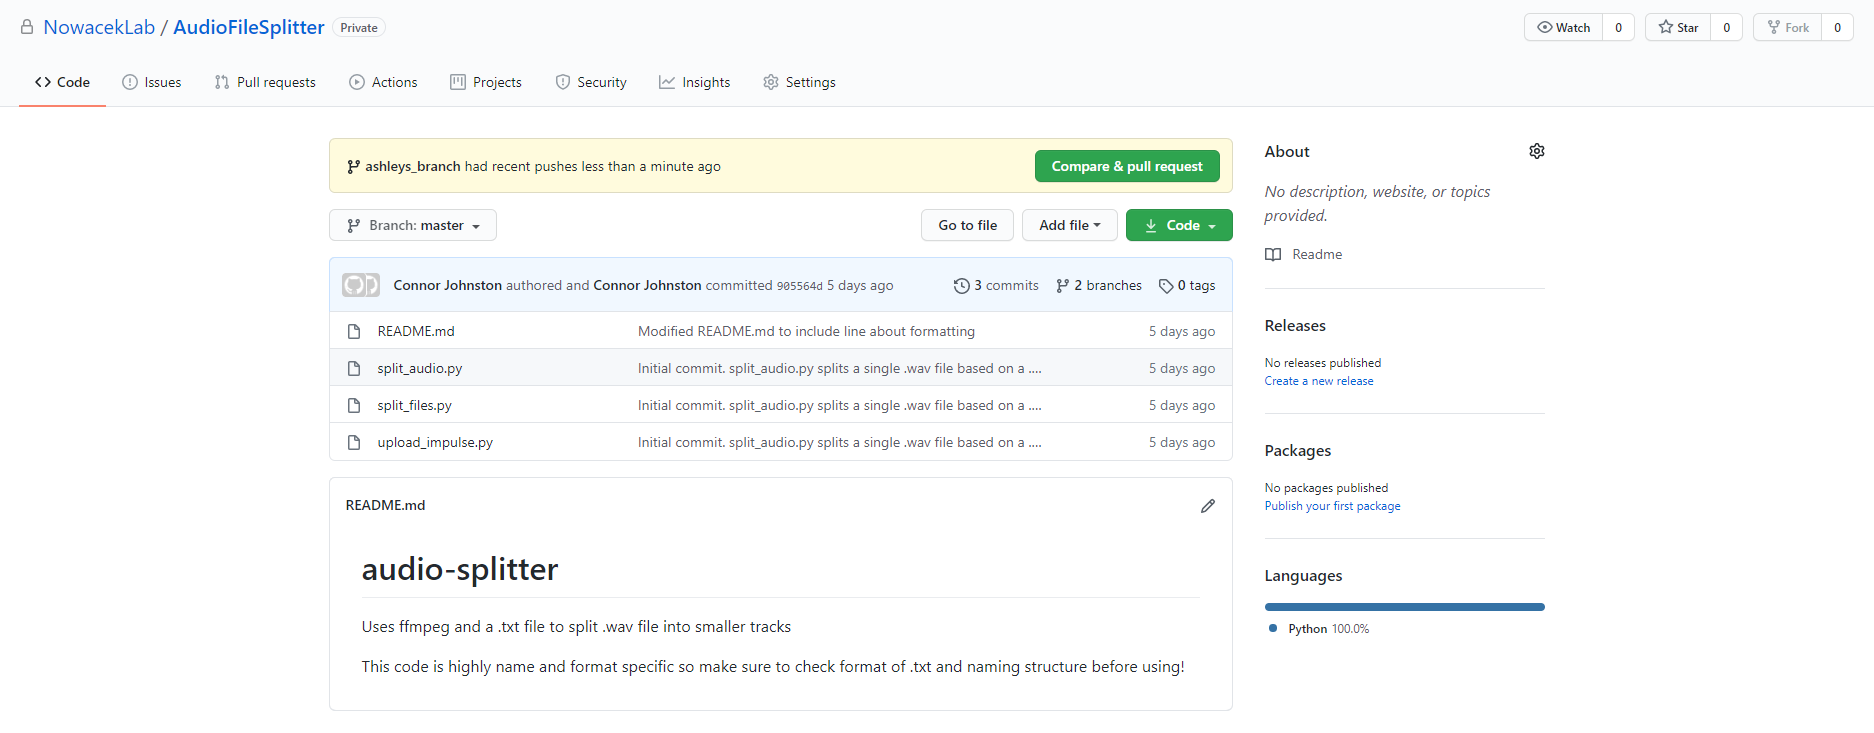 NowacekLab / AudioFileSplitter Private
Watch 0 Star 0 Fork 0
Code Issues Pull requests Actions Projects Security Insights Settings
ashleys_branch had recent pushes less than a minute ago Compare & pull request
Branch: master Go to file Add file Code
Connor Johnston authored and Connor Johnston committed 905564d 5 days ago 3 commits 2 branches 0 tags
README.md Modified README.md to include line about formatting 5 days ago
split_audio.py Initial commit. split_audio.py splits a single .wav file based on a .... 5 days ago
split_files.py Initial commit. split_audio.py splits a single .wav file based on a .... 5 days ago
upload_impulse.py Initial commit. split_audio.py splits a single .wav file based on a .... 5 days ago
README.md
audio-splitter
Uses ffmpeg and a .txt file to split .wav file into smaller tracks
This code is highly name and format specific so make sure to check format of .txt and naming structure before using!
About
No description, website, or topics
provided.
Readme
Releases
No releases published
Create a new release
Packages
No packages published
Publish your first package
Languages
Python 100.0%